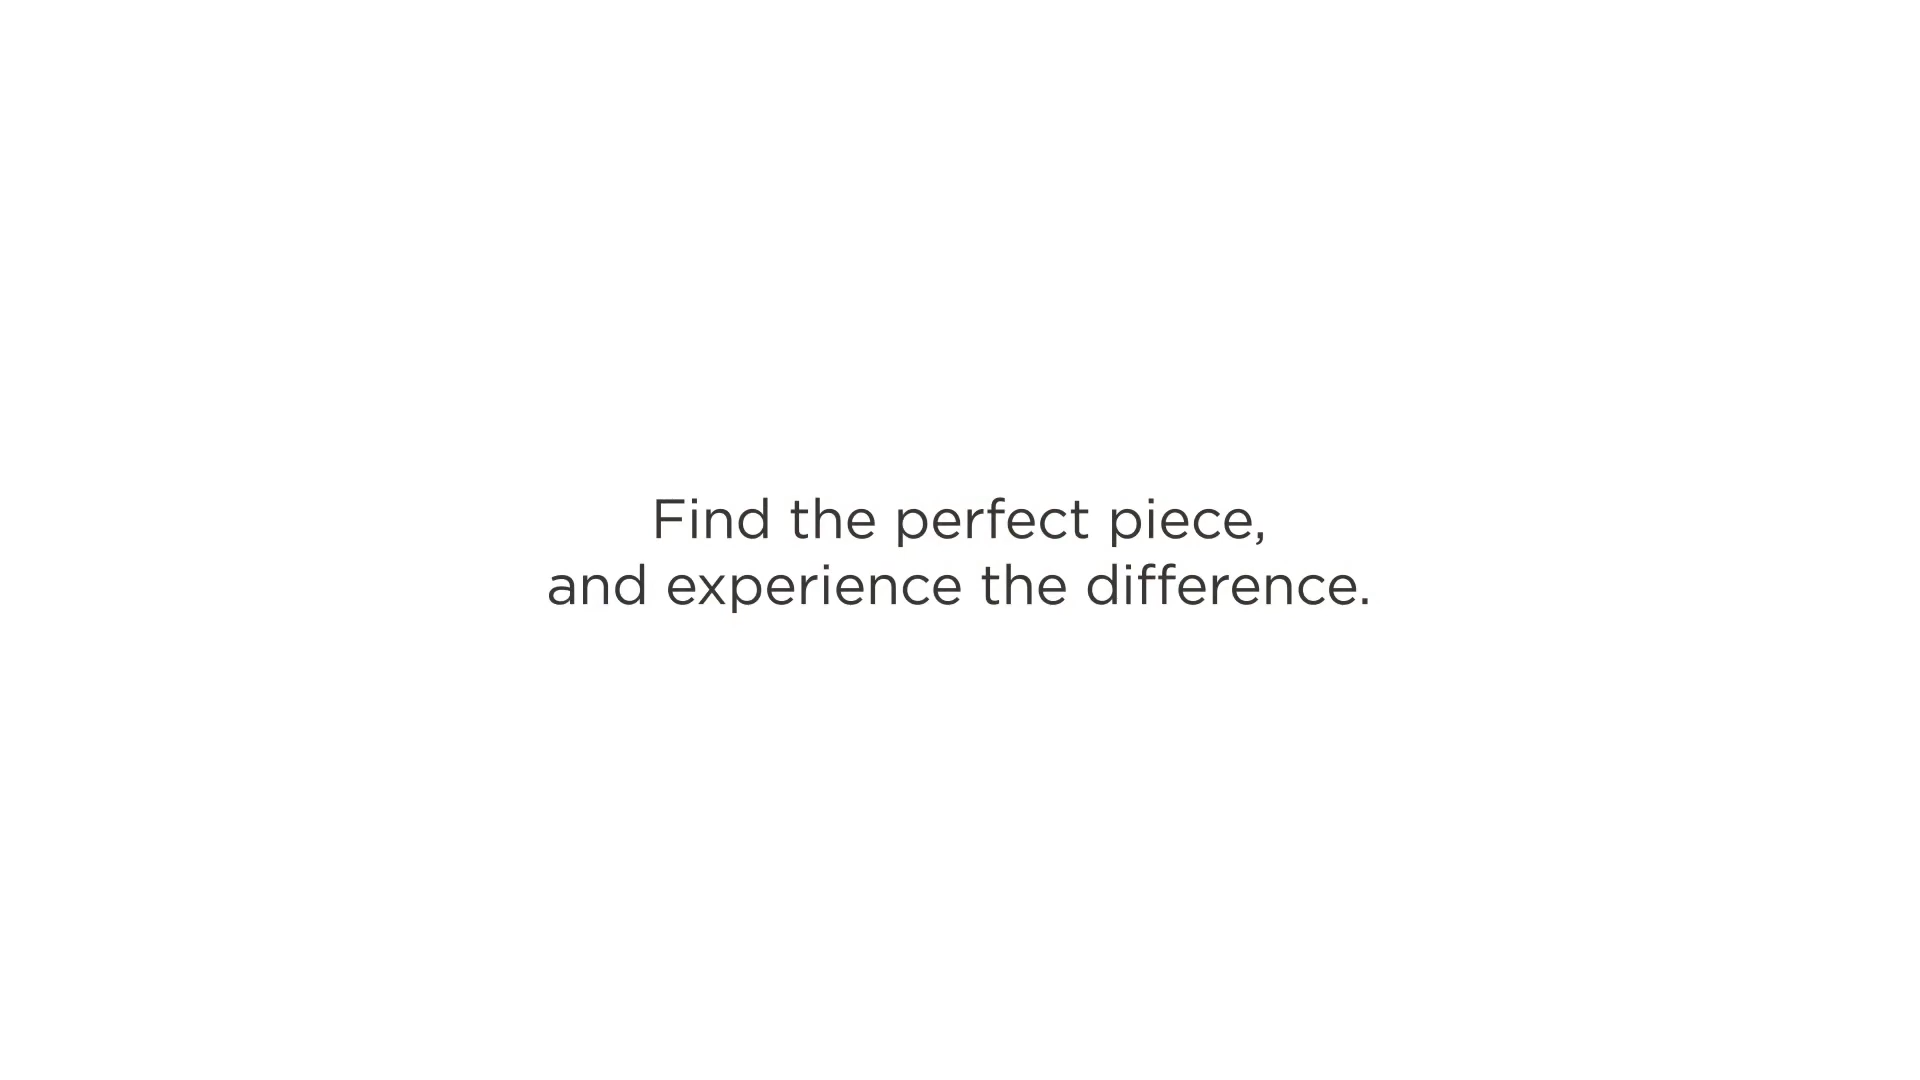 Find the perfect piece,
and experience the difference.